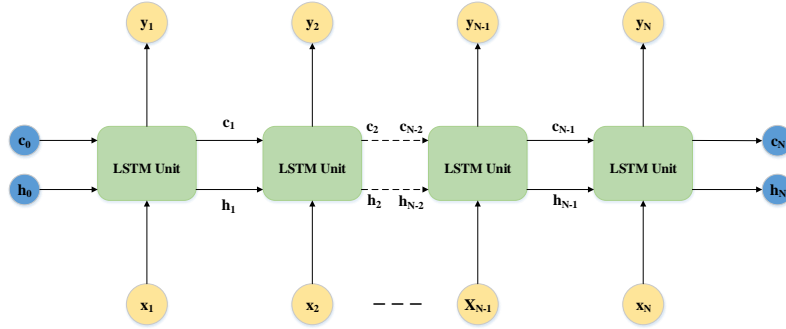 y₁ y₂ yN-1 yN
c₁ c₂ cN-2 cN-1
c₀ cN
LSTM Unit LSTM Unit LSTM Unit LSTM Unit
h₀ hN
h₁ h₂ hN-2 hN-1
x₁ x₂ XN-1 xN